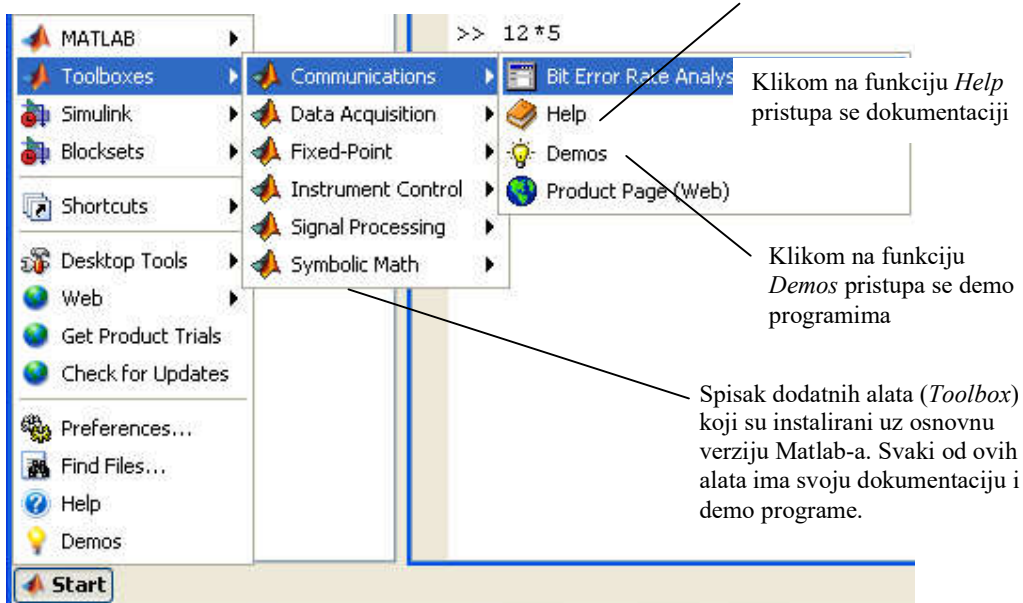 MATLAB
Toolboxes
Simulink
Blocksets
Shortcuts
Desktop Tools
Web
Get Product Trials
Check for Updates
Preferences...
Find Files...
Help
Demos
Start
Communications
Data Acquisition
Fixed-Point
Instrument Control
Signal Processing
Symbolic Math
>> 12*5
Bit Error Rate Analys
Help
Demos
Product Page (Web)
Klikom na funkciju Help
pristupa se dokumentaciji
Klikom na funkciju
Demos pristupa se demo
programima
Spisak dodatnih alata (Toolbox)
koji su instalirani uz osnovnu
verziju Matlab-a. Svaki od ovih
alata ima svoju dokumentaciju i
demo programe.